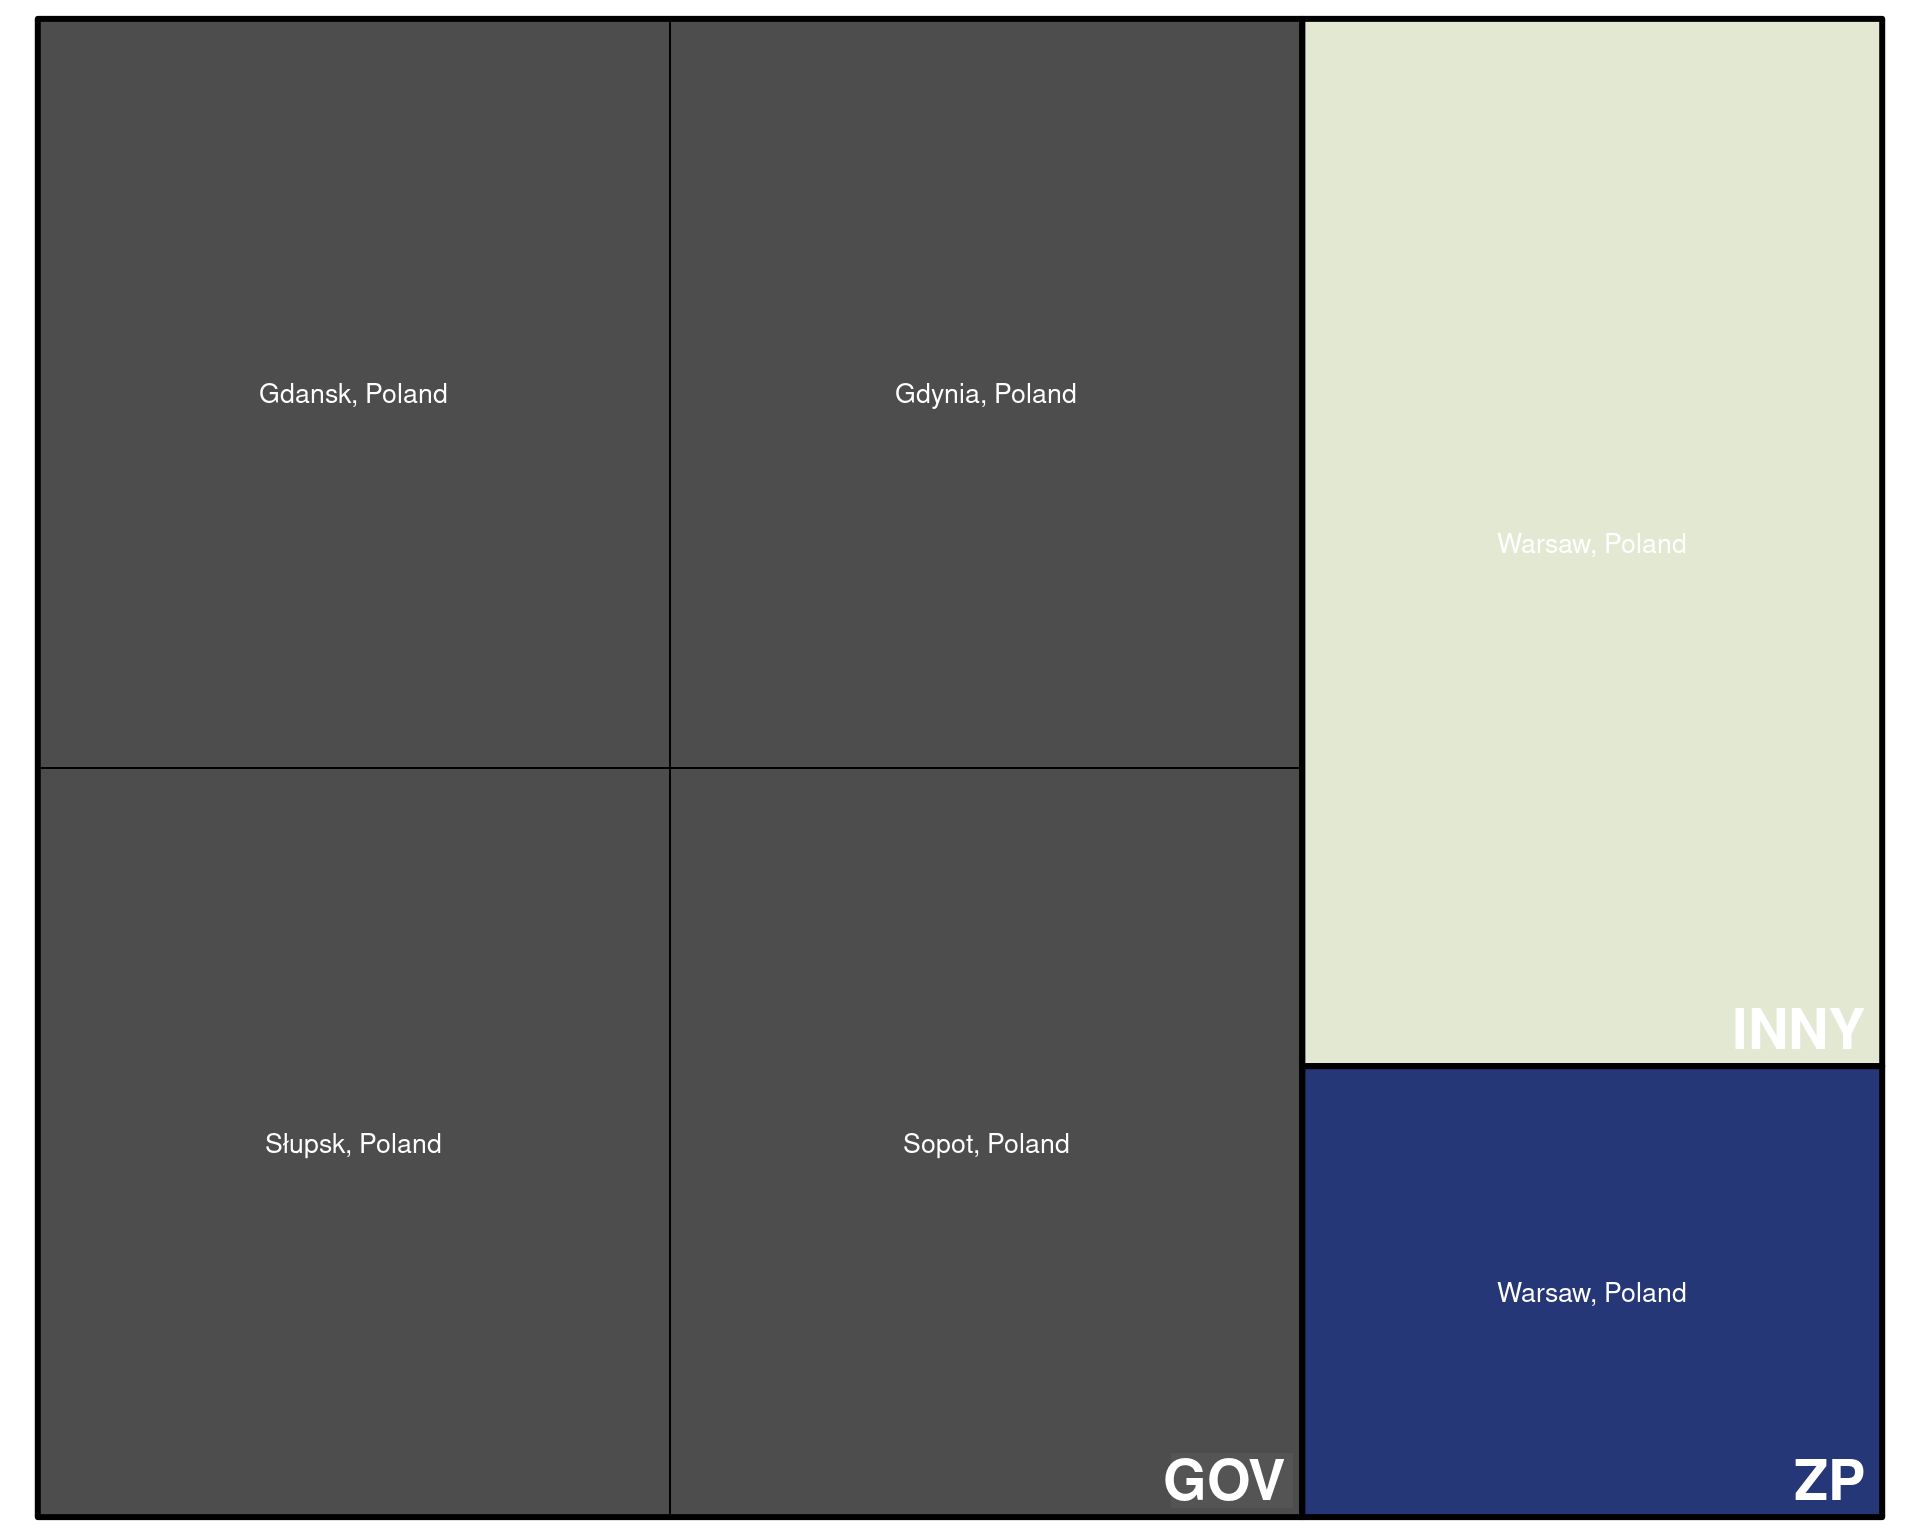 Gdansk, Poland
Gdynia, Poland
Warsaw, Poland
INNY
Słupsk, Poland
Sopot, Poland
GOV
Warsaw, Poland
ZP